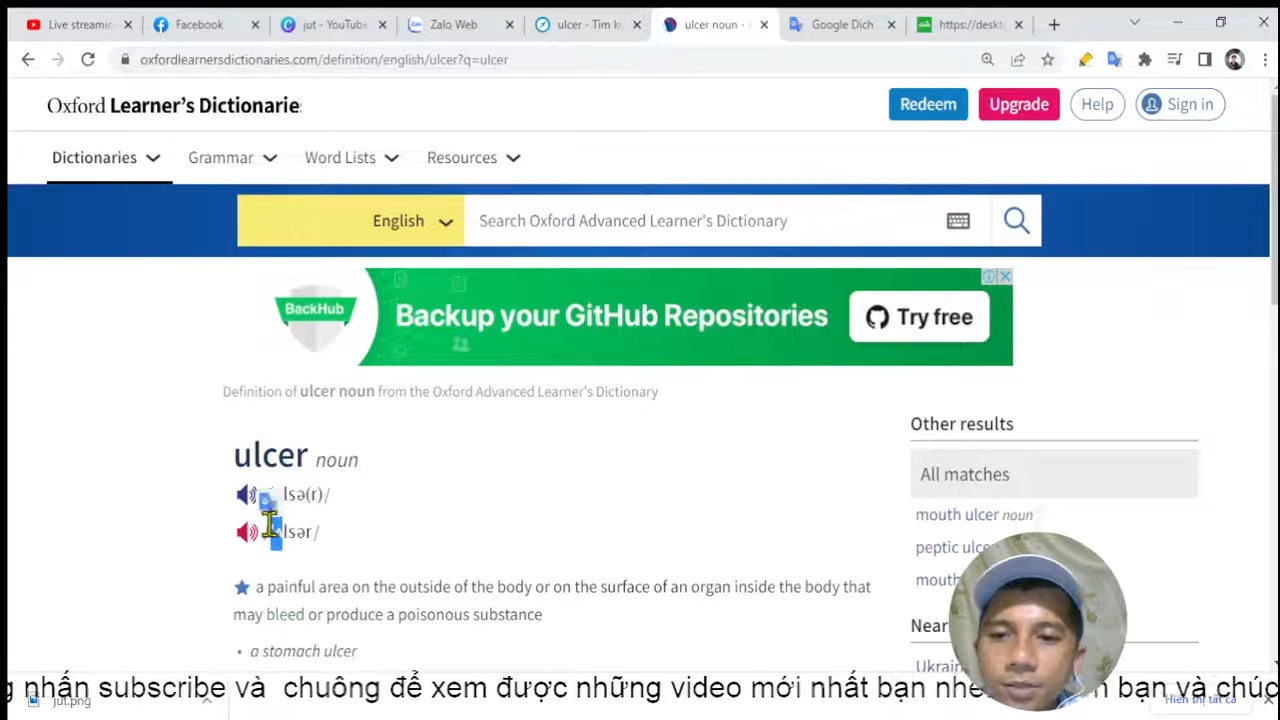 Live streamin
Facebook
jut - YouTube
Zalo Web
ulcer - Tìm k
ulcer noun -
Google Dịch
https://deskt
oxfordlearnersdictionaries.com/definition/english/ulcer?q=ulcer
Oxford Learner's Dictionarie
Redeem
Upgrade
Help
Sign in
Dictionaries
Grammar
Word Lists
Resources
English
Search Oxford Advanced Learner's Dictionary
BackHub
Backup your GitHub Repositories
Try free
Definition of ulcer noun from the Oxford Advanced Learner's Dictionary
ulcer noun
lsə(r)/
lsər/
a painful area on the outside of the body or on the surface of an organ inside the body that
may bleed or produce a poisonous substance
• a stomach ulcer
Other results
All matches
mouth ulcer noun
peptic ulce
mouth
Near
Ukrain
g nhấn subscribe và chuông để xem được những video mới nhất bạn nhé
bạn và chúc
jut.png
Hiển thị tất cả